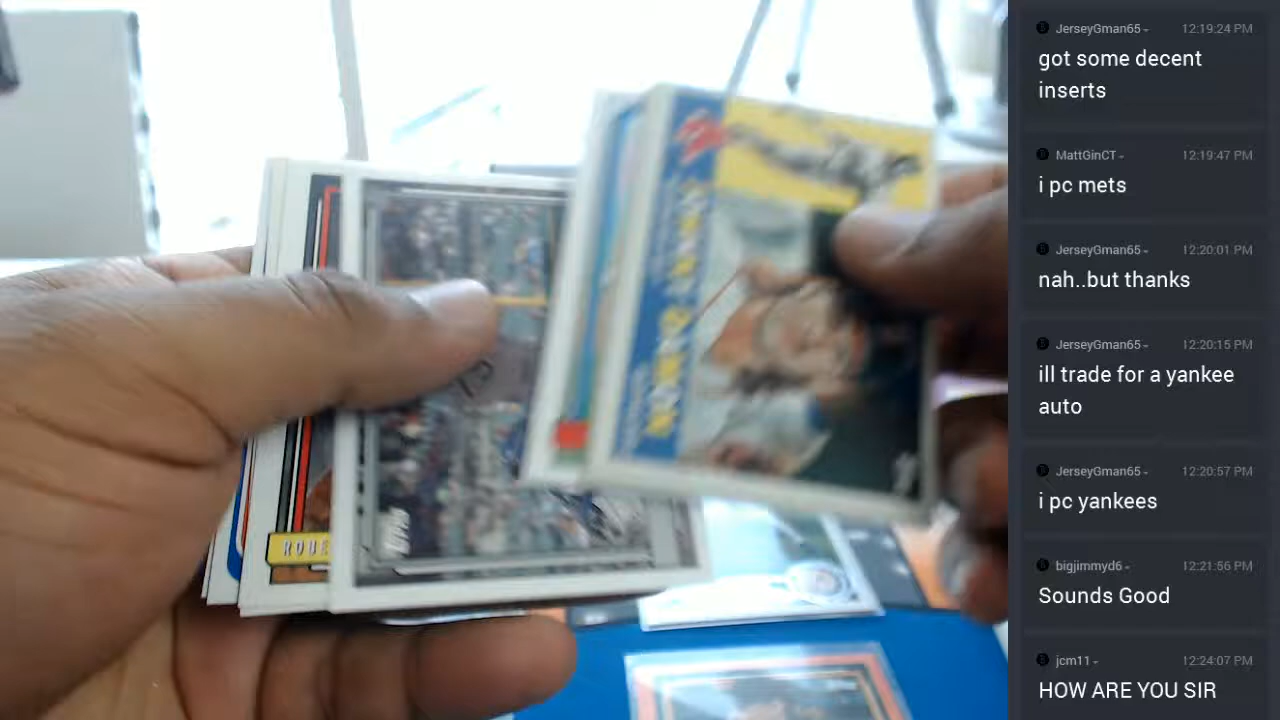 JerseyGman65
12:19:24 PM
got some decent
inserts
MattGinCT
12:19:47 PM
i pc mets
JerseyGman65
12:20:01 PM
nah..but thanks
JerseyGman65
12:20:15 PM
ill trade for a yankee
auto
JerseyGman65
12:20:57 PM
i pc yankees
bigjimmyd6
12:21:56 PM
Sounds Good
jcm11
12:24:07 PM
HOW ARE YOU SIR